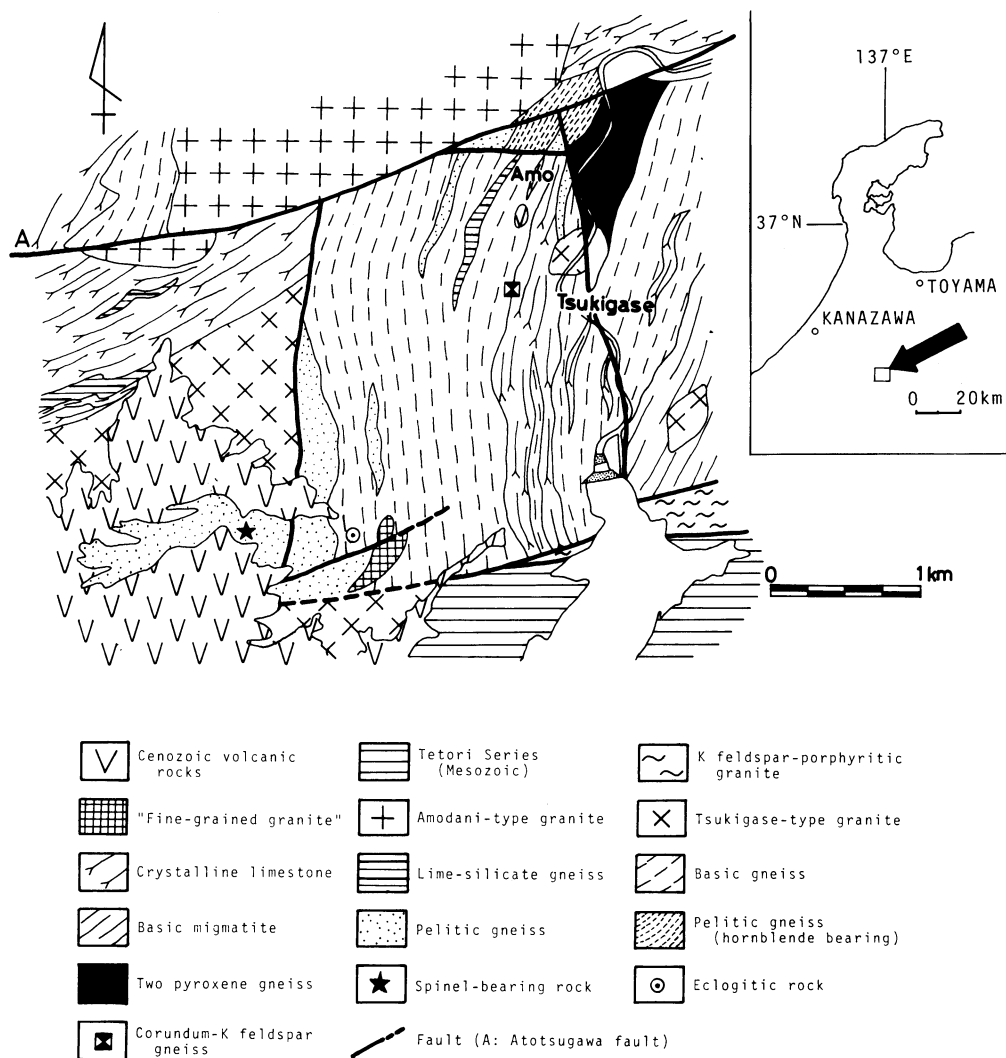 137°E
37°N
TOYAMA
KANAZAWA
0 20km
A
Amo
Tsukigase
0 1km
Cenozoic volcanic
rocks
Tetori Series
(Mesozoic)
K feldspar-porphyritic
granite
"Fine-grained granite"
Amodani-type granite
Tsukigase-type granite
Crystalline limestone
Lime-silicate gneiss
Basic gneiss
Basic migmatite
Pelitic gneiss
Pelitic gneiss
(hornblende bearing)
Two pyroxene gneiss
Spinel-bearing rock
Eclogitic rock
Corundum-K feldspar
gneiss
Fault (A: Atotsugawa fault)